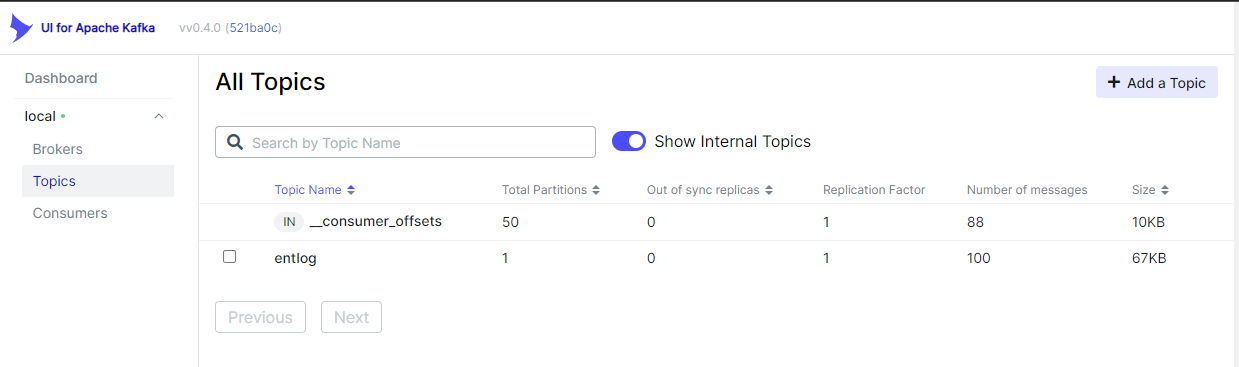 UI for Apache Kafka vv0.4.0 (521ba0c)
Dashboard
local
Brokers
Topics
Consumers
All Topics
Add a Topic
Search by Topic Name
Show Internal Topics
Topic Name Total Partitions Out of sync replicas Replication Factor Number of messages Size
IN __consumer_offsets 50 0 1 88 10KB
entlog 1 0 1 100 67KB
Previous Next